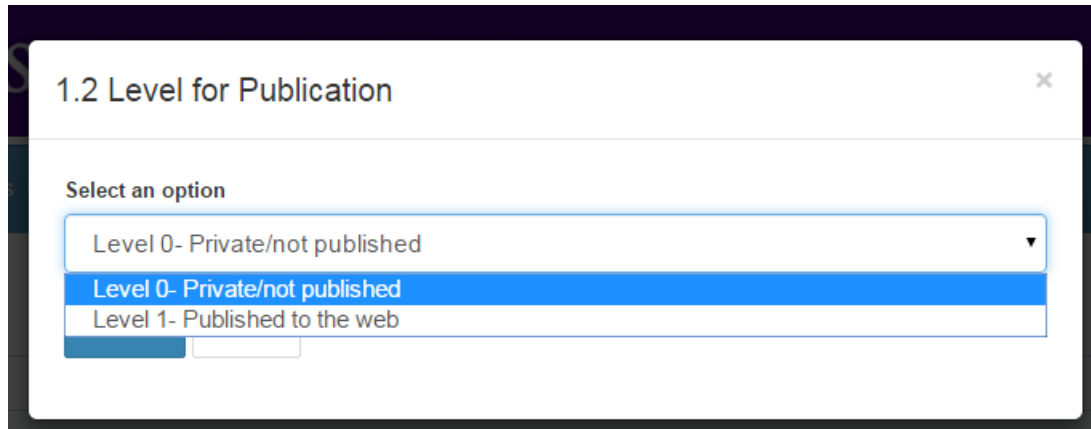 S
1.2 Level for Publication
×
s
Select an option
Level 0- Private/not published
Level 0- Private/not published
Level 1- Published to the web